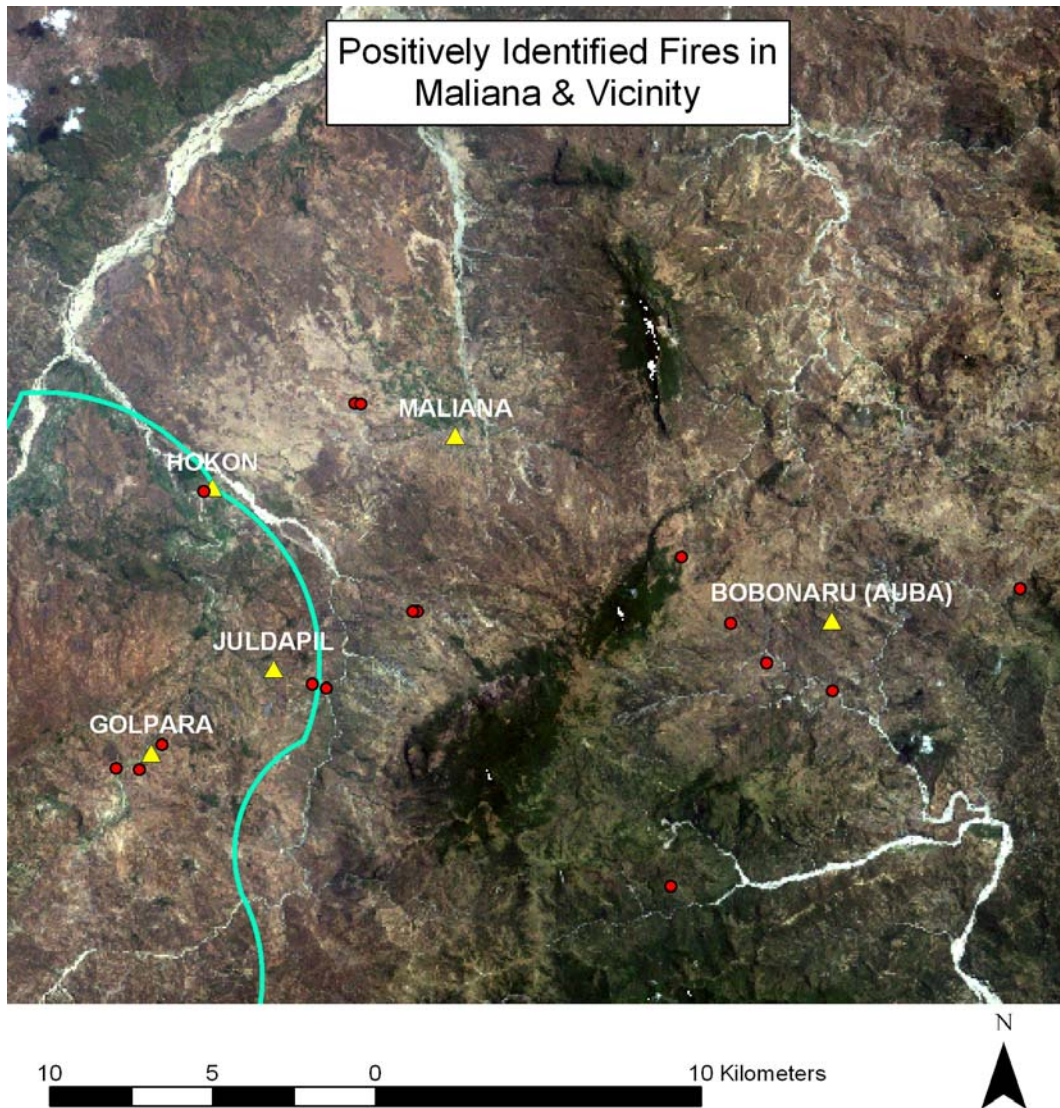 Positively Identified Fires in
Maliana & Vicinity
MALIANA
HOKON
BOBONARU (AUBA)
JULDAPIL
GOLPARA
N
10 5 0 10 Kilometers